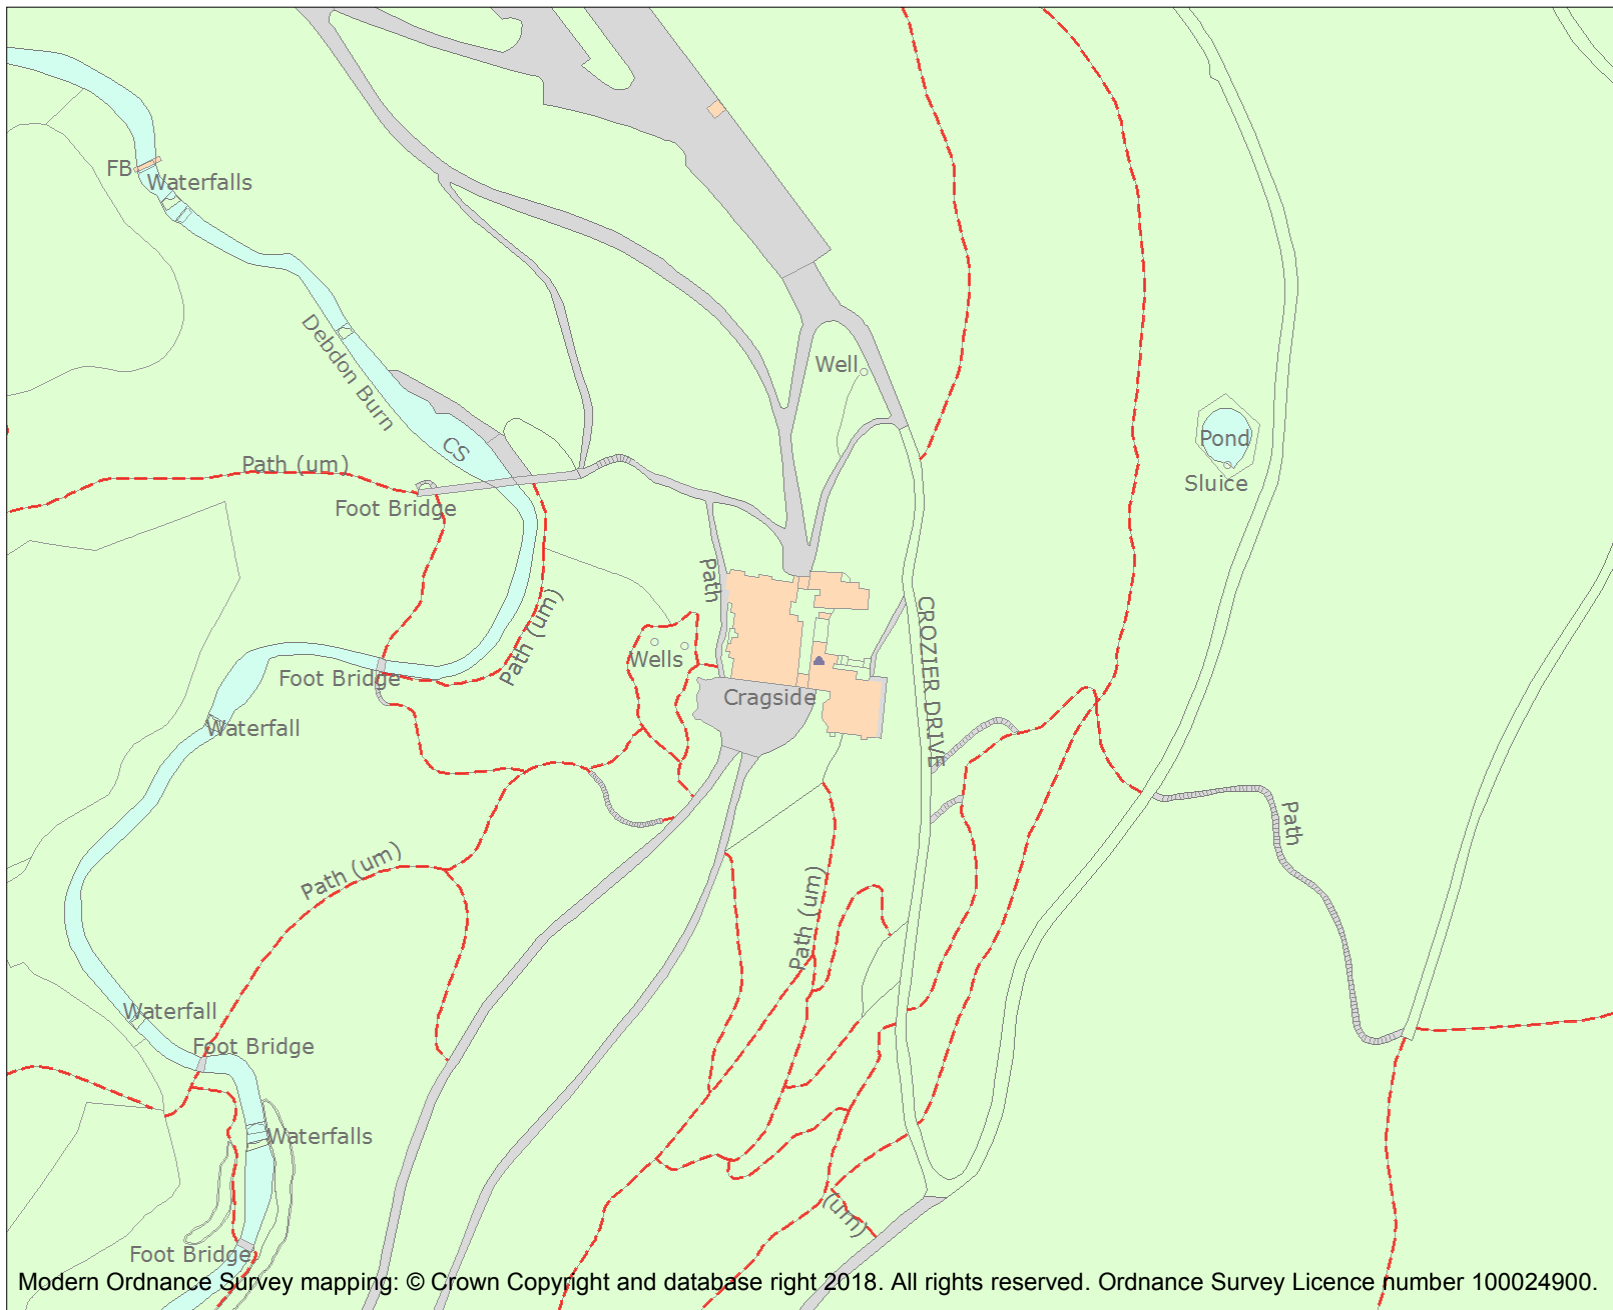 FB
Waterfalls
Debdon Burn
Well
CS
Pond
Path (um)
Sluice
Foot Bridge
Path
Path (um)
CROZIER DRIVE
Wells
Foot Bridge
Cragside
Waterfall
Path
Path (um)
Path (um)
Waterfall
Foot Bridge
Waterfalls
(um)
Foot Bridge
Modern Ordnance Survey mapping: © Crown Copyright and database right 2018. All rights reserved. Ordnance Survey Licence number 100024900.